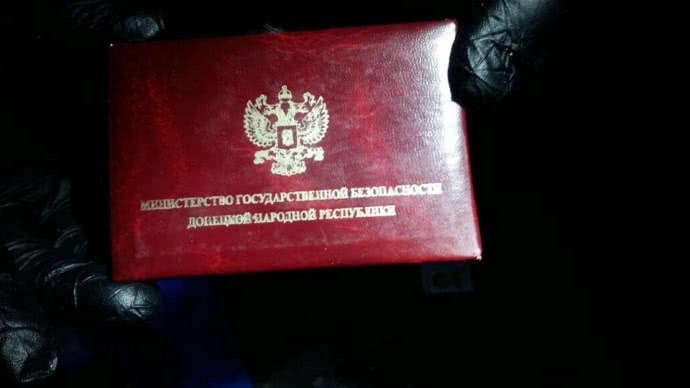 МИНИСТЕРСТВО ГОСУДАРСТВЕННОЙ БЕЗОПАСНОСТИ
ДОНЕЦКОЙ НАРОДНОЙ РЕСПУБЛИКИ